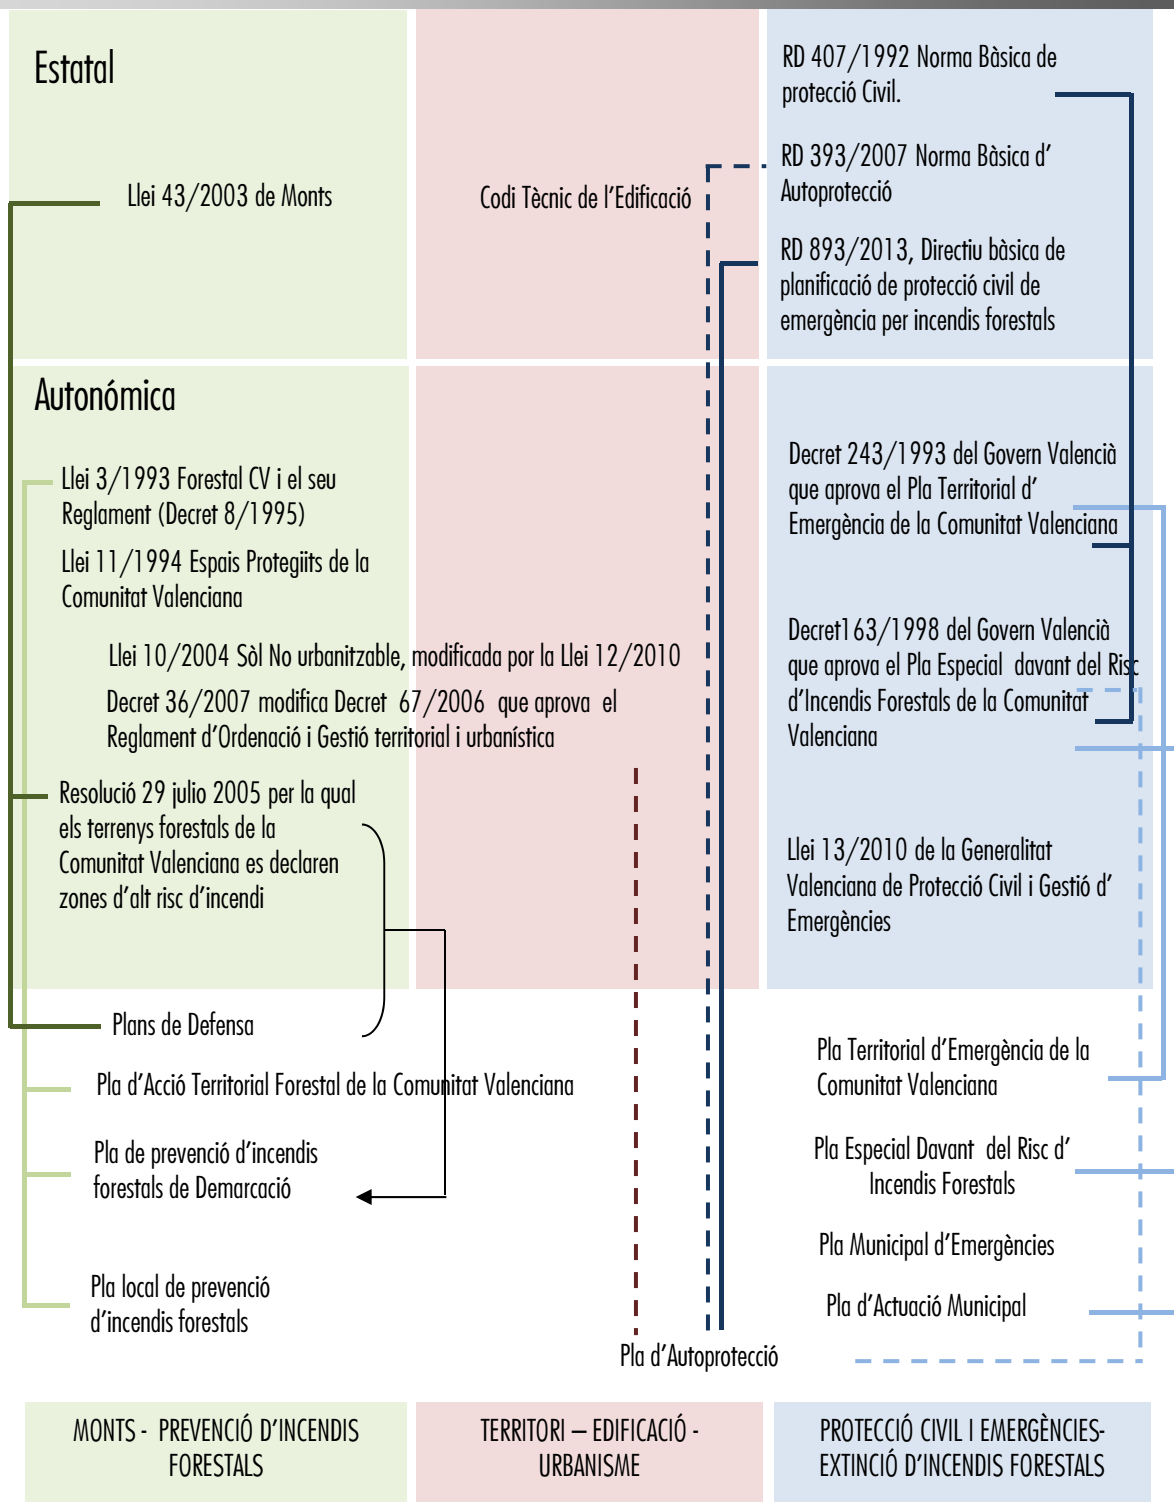 Estatal
Llei 43/2003 de Monts
Codi Tècnic de l’Edificació
RD 407/1992 Norma Bàsica de
protecció Civil.
RD 393/2007 Norma Bàsica d’
Autoprotecció
RD 893/2013, Directiu bàsica de
planificació de protecció civil de
emergència per incendis forestals
Autonómica
Llei 3/1993 Forestal CV i el seu
Reglament (Decret 8/1995)
Llei 11/1994 Espais Protegiits de la
Comunitat Valenciana
Llei 10/2004 Sòl No urbanitzable, modificada por la Llei 12/2010
Decret 36/2007 modifica Decret 67/2006 que aprova el
Reglament d’Ordenació i Gestió territorial i urbanística
Resolució 29 julio 2005 per la qual
els terrenys forestals de la
Comunitat Valenciana es declaren
zones d’alt risc d’incendi
Decret 243/1993 del Govern Valencià
que aprova el Pla Territorial d’
Emergència de la Comunitat Valenciana
Decret163/1998 del Govern Valencià
que aprova el Pla Especial davant del Risc
d’Incendis Forestals de la Comunitat
Valenciana
Llei 13/2010 de la Generalitat
Valenciana de Protecció Civil i Gestió d’
Emergències
Plans de Defensa
Pla d’Acció Territorial Forestal de la Comunitat Valenciana
Pla de prevenció d’incendis
forestals de Demarcació
Pla local de prevenció
d’incendis forestals
Pla d’Autoprotecció
Pla Territorial d’Emergència de la
Comunitat Valenciana
Pla Especial Davant del Risc d’
Incendis Forestals
Pla Municipal d’Emergències
Pla d’Actuació Municipal
MONTS - PREVENCIÓ D’INCENDIS
FORESTALS
TERRITORI – EDIFICACIÓ -
URBANISME
PROTECCIÓ CIVIL I EMERGÈNCIES-
EXTINCIÓ D’INCENDIS FORESTALS